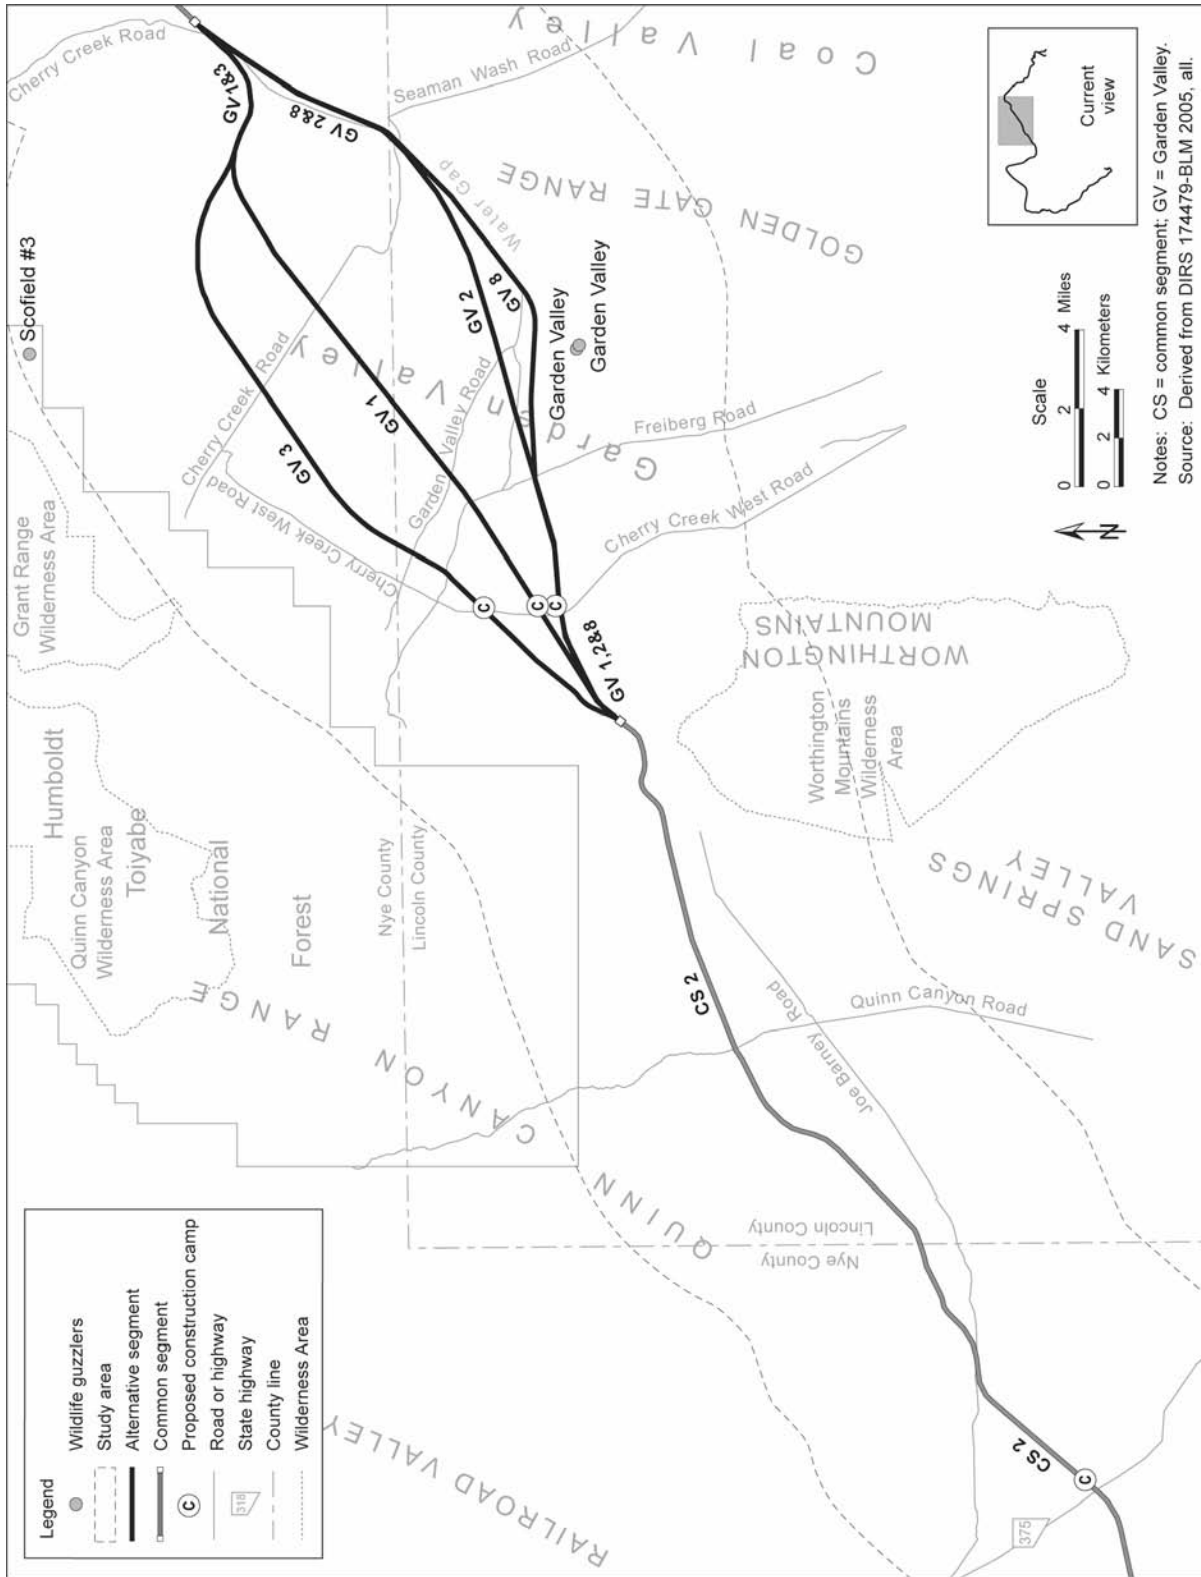 Legend
Wildlife guzzlers
Study area
Alternative segment
Common segment
C
Proposed construction camp
Road or highway
318
State highway
County line
Wilderness Area
Humboldt
Quinn Canyon
Wilderness Area
Toiyabe
National
Forest
Grant Range
Wilderness Area
Scofield #3
Cherry Creek Road
GV 1&3
GV 2&8
Seaman Wash Road
Coal Valley
Water Gap
GOLDEN GATE RANGE
Cherry Creek Road
GV 3
GV 1
GV 2
GV 8
Garden Valley
Garden Valley Road
Garden Valley
Garden Valley
Cherry Creek West Road
Freiberg Road
Cherry Creek West Road
C
C
C
GV 1,2&8
Nye County
Lincoln County
QUINN CANYON RANGE
RAILROAD VALLEY
Nye County
Lincoln County
CS 2
Quinn Canyon Road
Joe Barney Road
Worthington
Mountains
Wilderness
Area
WORTHINGTON
MOUNTAINS
SAND SPRINGS
VALLEY
CS 2
C
375
Scale
0 2 4 Miles
0 2 4 Kilometers
N
Current
view
Notes: CS = common segment; GV = Garden Valley.
Source: Derived from DIRS 174479-BLM 2005, all.